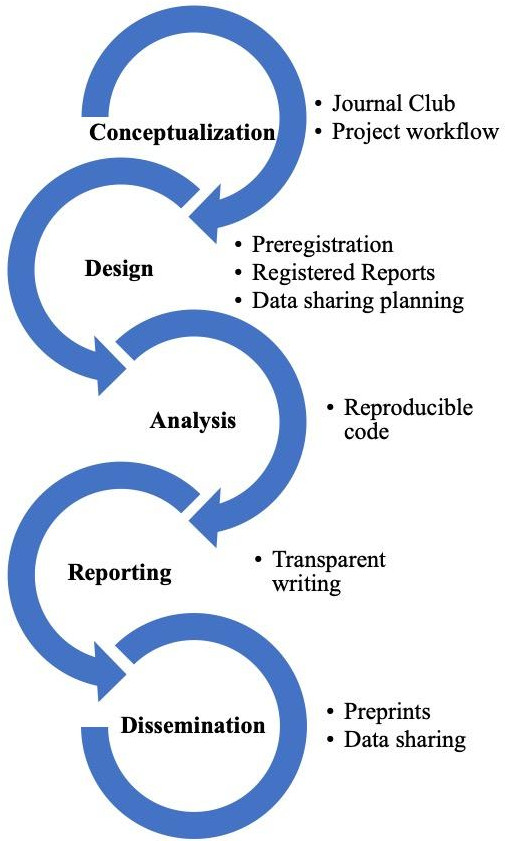 Conceptualization
• Journal Club
• Project workflow
Design
• Preregistration
• Registered Reports
• Data sharing planning
Analysis
• Reproducible
code
Reporting
• Transparent
writing
Dissemination
• Preprints
• Data sharing